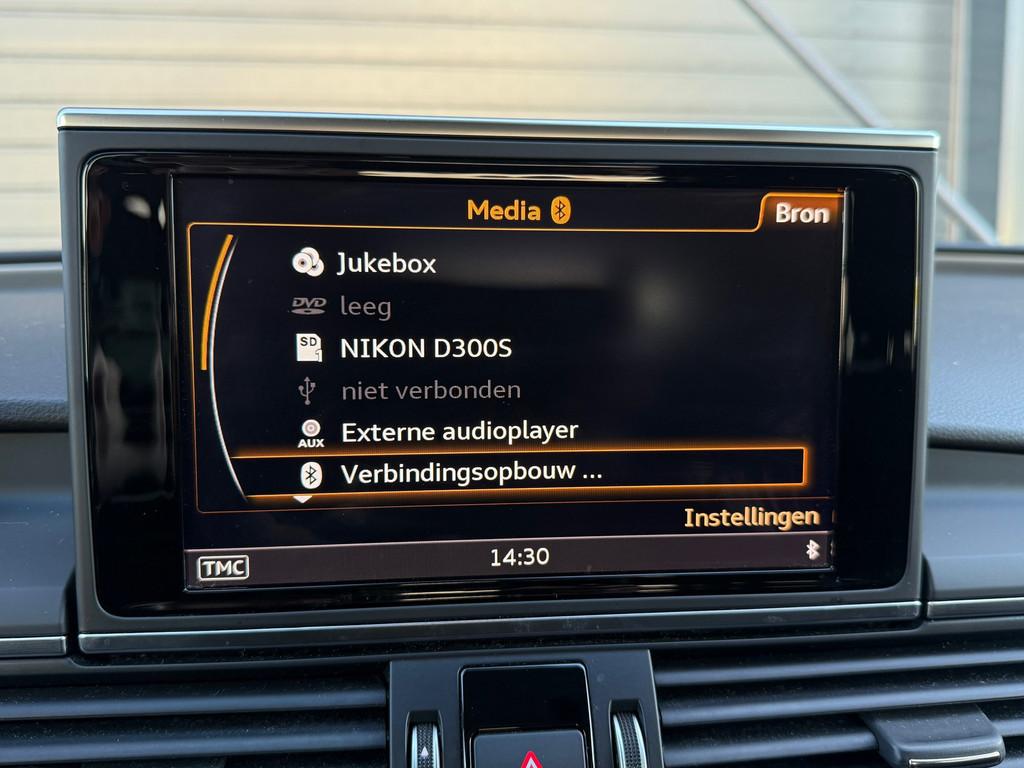 Media
Bron
Jukebox
DVD leeg
SD 1 NIKON D300S
niet verbonden
AUX Externe audioplayer
Verbindingsopbouw ...
Instellingen
TMC 14:30